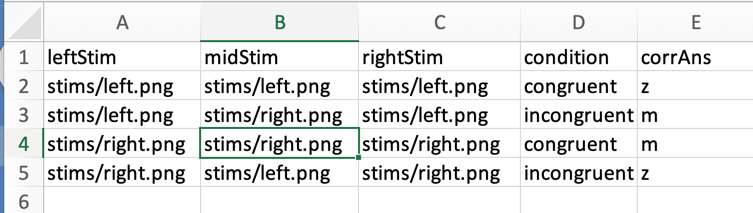 A B C D E
1 leftStim midStim rightStim condition corrAns
2 stims/left.png stims/left.png stims/left.png congruent z
3 stims/left.png stims/right.png stims/left.png incongruent m
4 stims/right.png stims/right.png stims/right.png congruent m
5 stims/right.png stims/left.png stims/right.png incongruent z
6